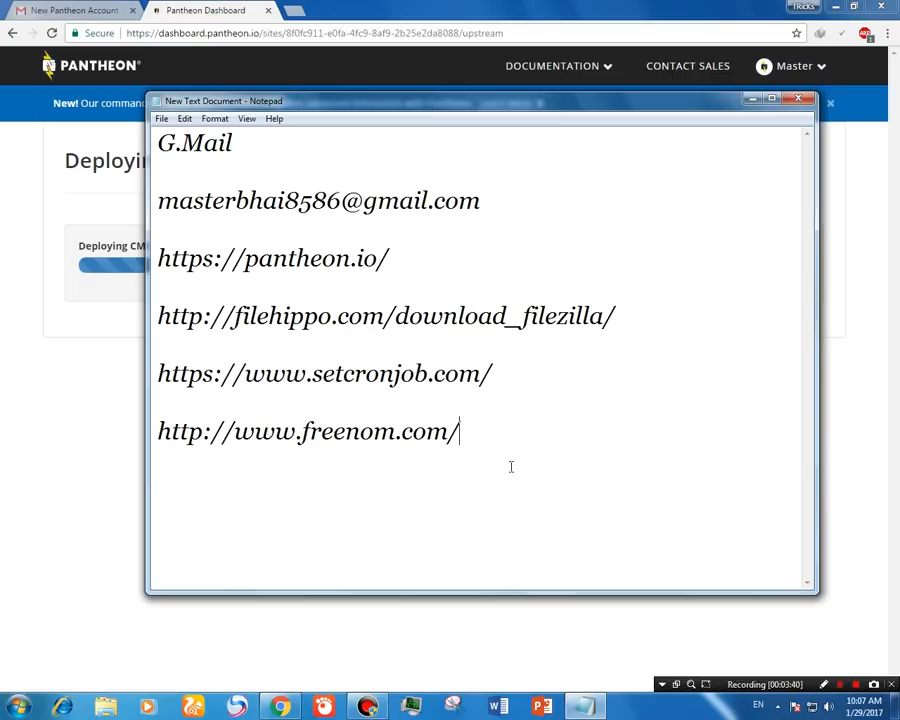 New Pantheon Account
Pantheon Dashboard
TRicKs
Secure
https://dashboard.pantheon.io/sites/8f0fc911-e0fa-4fc9-8af9-2b25e2da8088/upstream
PANTHEON
DOCUMENTATION
CONTACT SALES
Master
New! Our comman
New Text Document - Notepad
File Edit Format View Help
G.Mail
Deployin
masterbhai8586@gmail.com
Deploying CM
https://pantheon.io/
http://filehippo.com/download_filezilla/
https://www.setcronjob.com/
http://www.freenom.com/
Recording [00:03:40]
EN
10:07 AM
1/29/2017